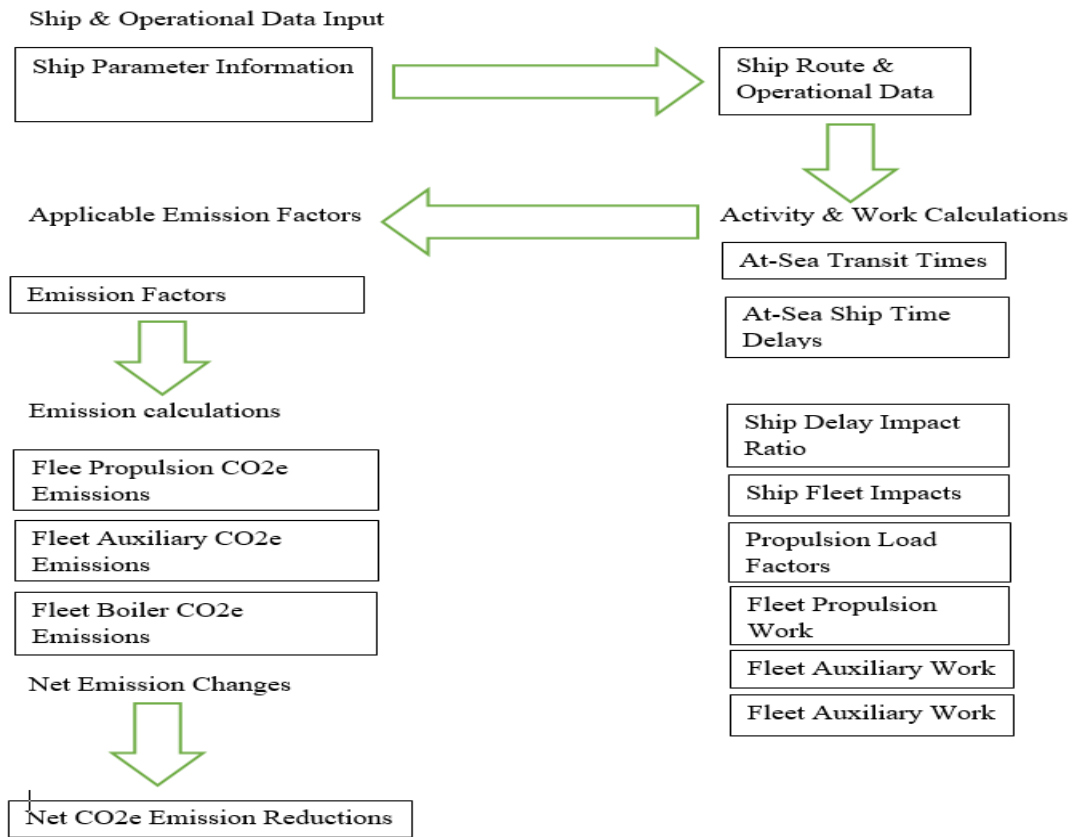 Ship & Operational Data Input
Ship Parameter Information
Ship Route &
Operational Data
Applicable Emission Factors
Activity & Work Calculations
At-Sea Transit Times
Emission Factors
At-Sea Ship Time
Delays
Emission calculations
Ship Delay Impact
Ratio
Flee Propulsion CO2e
Emissions
Ship Fleet Impacts
Fleet Auxiliary CO2e
Emissions
Propulsion Load
Factors
Fleet Boiler CO2e
Emissions
Fleet Propulsion
Work
Net Emission Changes
Fleet Auxiliary Work
Fleet Auxiliary Work
Net CO2e Emission Reductions